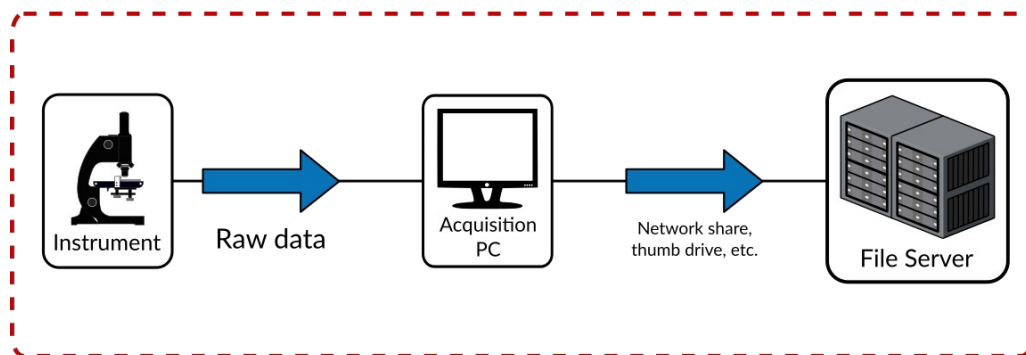 Instrument
Raw data
Acquisition
PC
Network share,
thumb drive, etc.
File Server